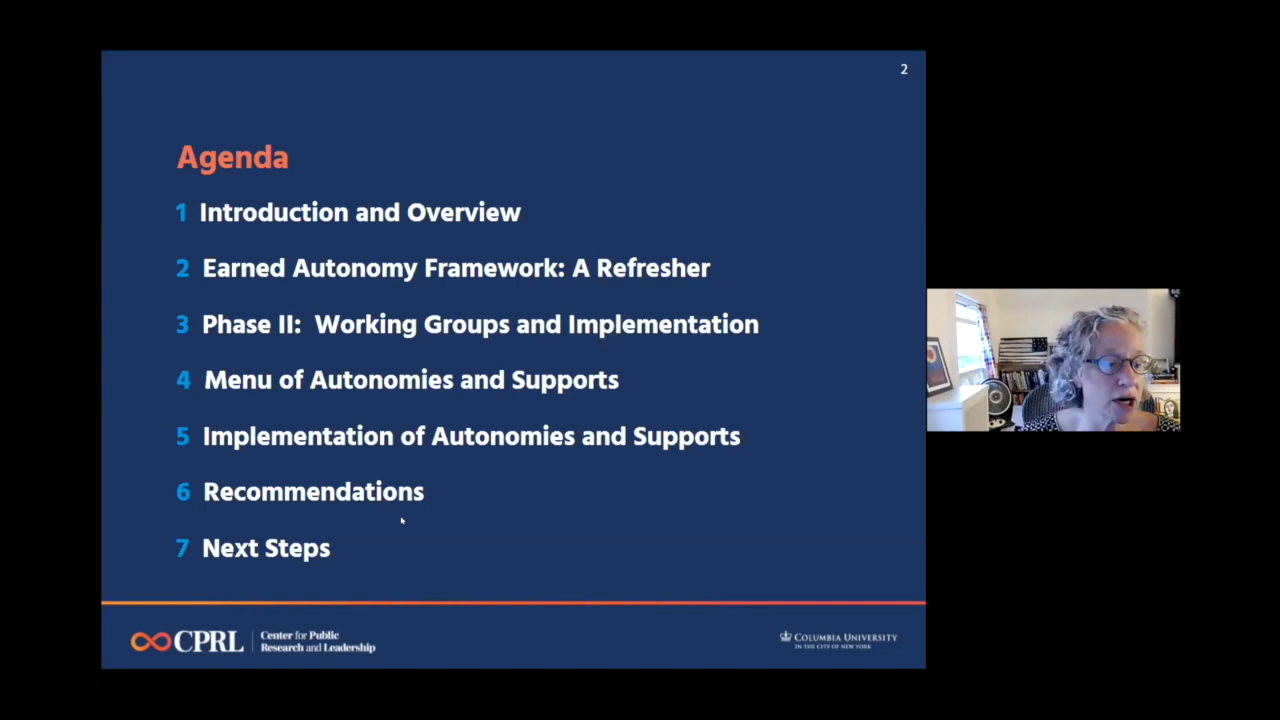 2
Agenda
1 Introduction and Overview
2 Earned Autonomy Framework: A Refresher
3 Phase II: Working Groups and Implementation
4 Menu of Autonomies and Supports
5 Implementation of Autonomies and Supports
6 Recommendations
7 Next Steps
CPRL
Center for Public
Research and Leadership
COLUMBIA UNIVERSITY
IN THE CITY OF NEW YORK